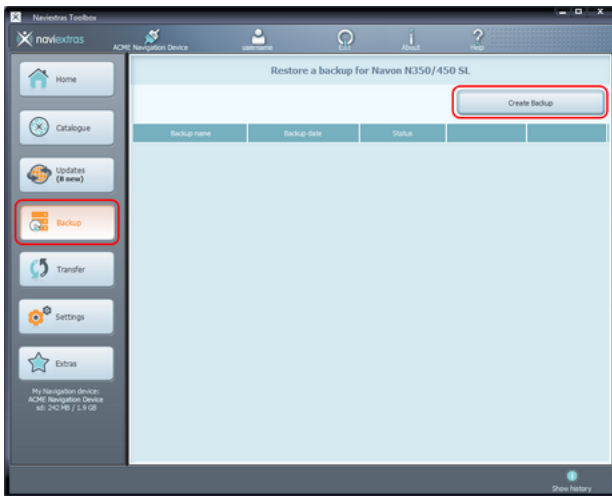 Naviextras Toolbox
naviextras
ACME Navigation Device
username
Exit
About
Help
Home
Catalogue
Updates
(8 new)
Backup
Transfer
Settings
Extras
My Navigation device:
ACME Navigation Device
sd: 242 MB / 1.9 GB
Restore a backup for Navon N350/450 SL
Create Backup
Backup name Backup date Status
Show history